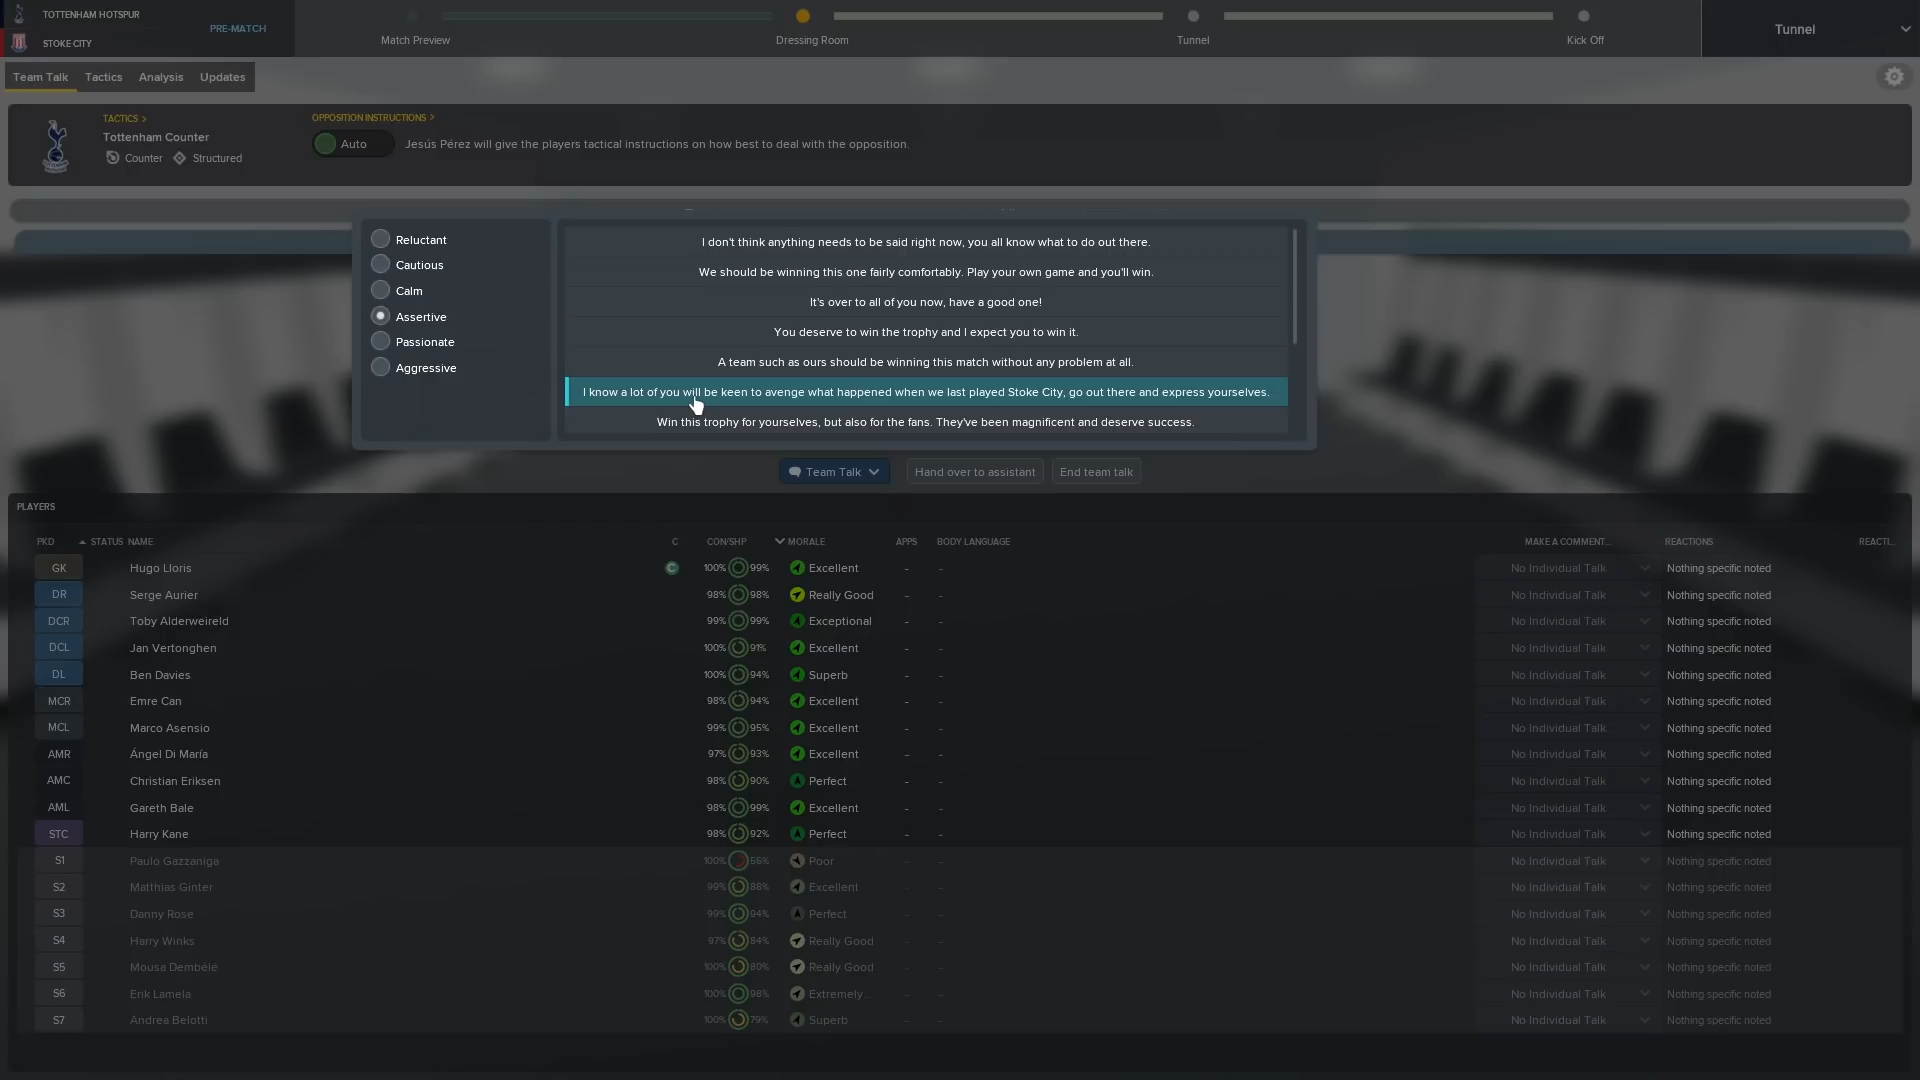 TOTTENHAM HOTSPUR
STOKE CITY
PRE-MATCH
Match Preview
Dressing Room
Tunnel
Kick Off
Tunnel
Team Talk Tactics Analysis Updates
TACTICS >
Tottenham Counter
Counter Structured
OPPOSITION INSTRUCTIONS >
Auto
Jesús Pérez will give the players tactical instructions on how best to deal with the opposition.
Reluctant
Cautious
Calm
Assertive
Passionate
Aggressive
I don't think anything needs to be said right now, you all know what to do out there.
We should be winning this one fairly comfortably. Play your own game and you'll win.
It's over to all of you now, have a good one!
You deserve to win the trophy and I expect you to win it.
A team such as ours should be winning this match without any problem at all.
I know a lot of you will be keen to avenge what happened when we last played Stoke City, go out there and express yourselves.
Win this trophy for yourselves, but also for the fans. They've been magnificent and deserve success.
Team Talk Hand over to assistant End team talk
PLAYERS
PKD STATUS NAME C CON/SHP MORALE APPS BODY LANGUAGE MAKE A COMMENT... REACTIONS REACTI...
GK Hugo Lloris C 100% 99% Excellent - - No Individual Talk Nothing specific noted
DR Serge Aurier 98% 98% Really Good - - No Individual Talk Nothing specific noted
DCR Toby Alderweireld 99% 99% Exceptional - - No Individual Talk Nothing specific noted
DCL Jan Vertonghen 100% 91% Excellent - - No Individual Talk Nothing specific noted
DL Ben Davies 100% 94% Superb - - No Individual Talk Nothing specific noted
MCR Emre Can 98% 94% Excellent - - No Individual Talk Nothing specific noted
MCL Marco Asensio 99% 95% Excellent - - No Individual Talk Nothing specific noted
AMR Ángel Di María 97% 93% Excellent - - No Individual Talk Nothing specific noted
AMC Christian Eriksen 98% 90% Perfect - - No Individual Talk Nothing specific noted
AML Gareth Bale 98% 99% Excellent - - No Individual Talk Nothing specific noted
STC Harry Kane 98% 92% Perfect - - No Individual Talk Nothing specific noted
S1 Paulo Gazzaniga 100% 56% Poor - - No Individual Talk Nothing specific noted
S2 Matthias Ginter 99% 88% Excellent - - No Individual Talk Nothing specific noted
S3 Danny Rose 99% 94% Perfect - - No Individual Talk Nothing specific noted
S4 Harry Winks 97% 84% Really Good - - No Individual Talk Nothing specific noted
S5 Mousa Dembélé 100% 80% Really Good - - No Individual Talk Nothing specific noted
S6 Erik Lamela 100% 98% Extremely... - - No Individual Talk Nothing specific noted
S7 Andrea Belotti 100% 79% Superb - - No Individual Talk Nothing specific noted